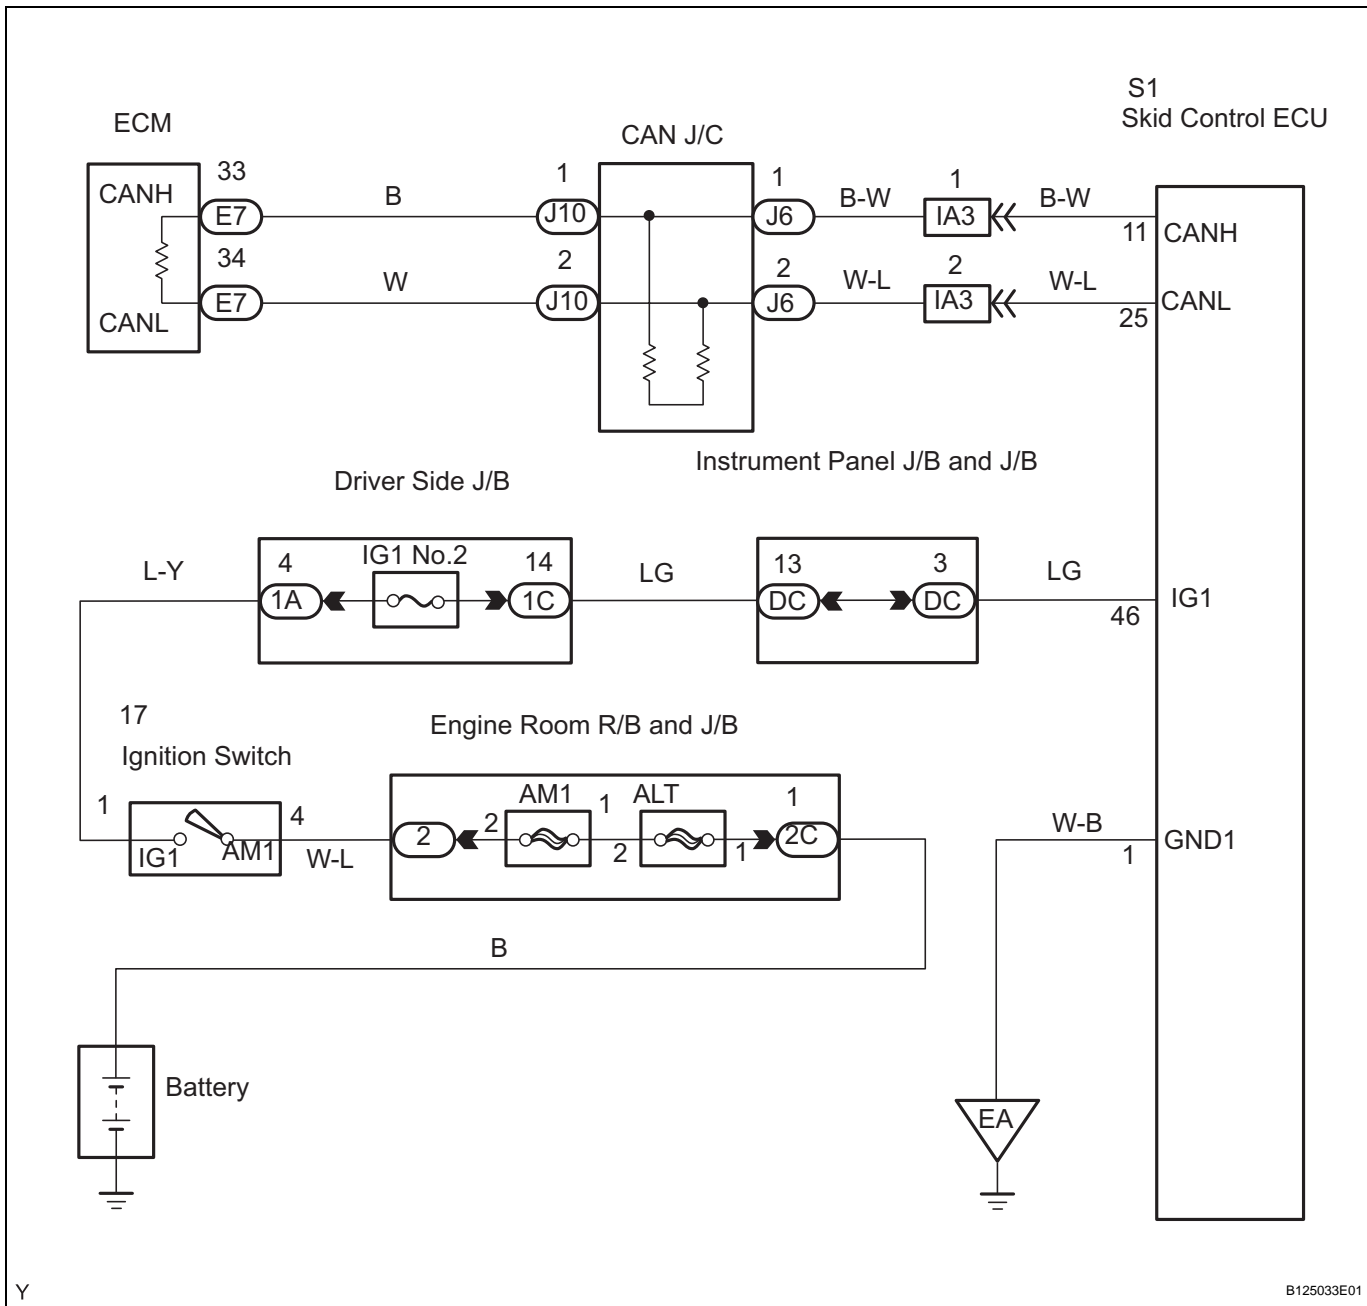 S1
Skid Control ECU
ECM
CAN J/C
CANH
33
E7
B
1
J10
1
J6
B-W
1
IA3
B-W
11
CANH
34
E7
CANL
W
2
J10
2
J6
W-L
2
IA3
W-L
25
CANL
Instrument Panel J/B and J/B
Driver Side J/B
L-Y
4
1A
IG1 No.2
14
1C
LG
13
DC
3
DC
LG
46
IG1
17
Ignition Switch
Engine Room R/B and J/B
1
IG1
AM1
4
W-L
2
2
AM1
1
2
ALT
1
1
2C
W-B
1
GND1
B
Battery
EA
Y
B125033E01